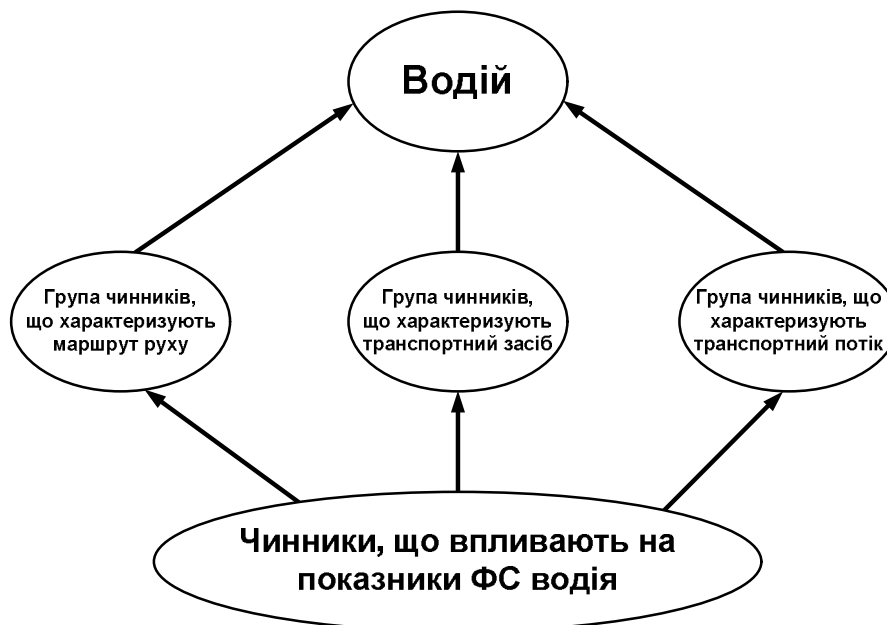 Водій
Група чинників,
що характеризують
маршрут руху
Група чинників,
що характеризують
транспортний засіб
Група чинників, що
характеризують
транспортний потік
Чинники, що впливають на
показники ФС водія